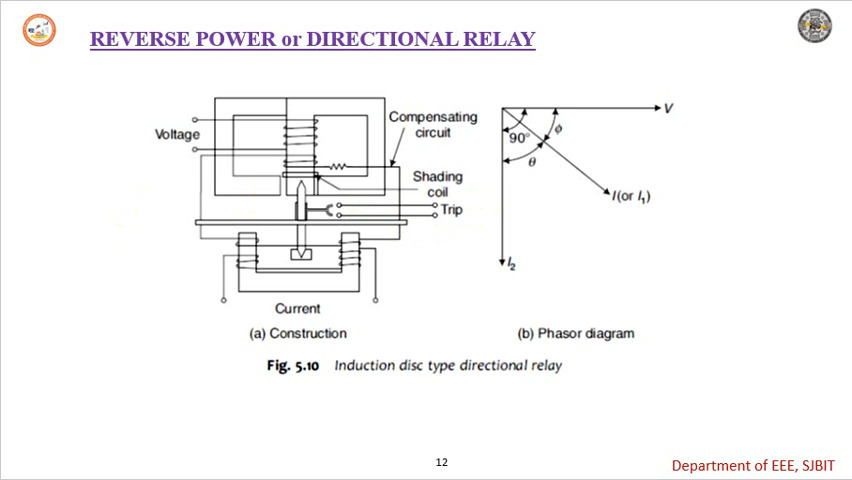 REVERSE POWER or DIRECTIONAL RELAY
Voltage
Compensating
circuit
Shading
coil
Trip
Current
(a) Construction
V
90°
ϕ
θ
I(or I₁)
I₂
(b) Phasor diagram
Fig. 5.10 Induction disc type directional relay
12
Department of EEE, SJBIT